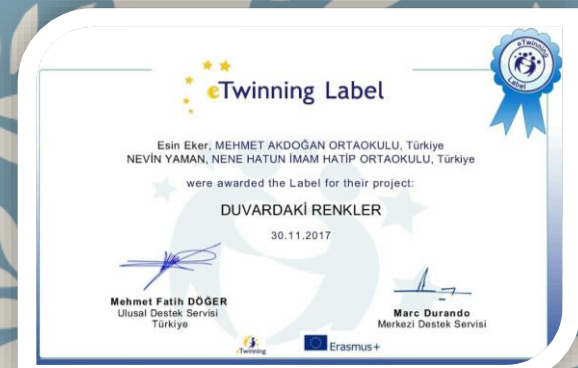 eTwinning Label
eTwinning
Label
Esin Eker, MEHMET AKDOĞAN ORTAOKULU, Türkiye
NEVİN YAMAN, NENE HATUN İMAM HATİP ORTAOKULU, Türkiye
were awarded the Label for their project:
DUVARDAKİ RENKLER
30.11.2017
Mehmet Fatih DÖĞER
Ulusal Destek Servisi
Türkiye
Marc Durando
Merkezi Destek Servisi
eTwinning
Erasmus+